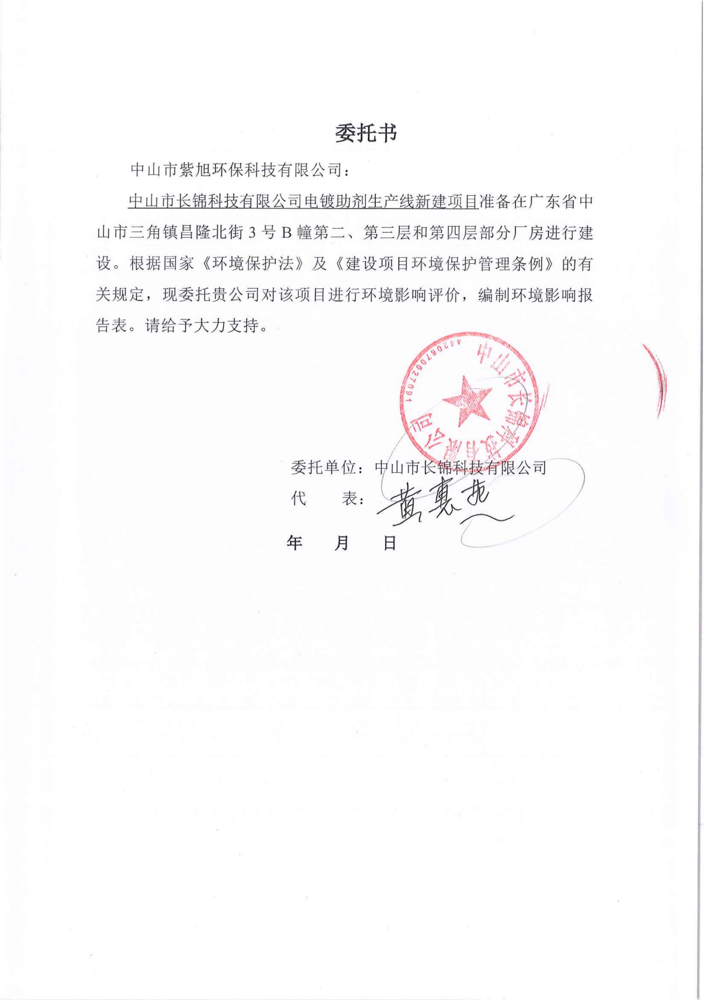 委托书
中山市紫旭环保科技有限公司：
中山市长锦科技有限公司电镀助剂生产线新建项目准备在广东省中
山市三角镇昌隆北街 3 号 B 幢第二、第三层和第四层部分厂房进行建
设。根据国家《环境保护法》及《建设项目环境保护管理条例》的有
关规定，现委托贵公司对该项目进行环境影响评价，编制环境影响报
告表。请给予大力支持。
中山市长锦科技有限公司
委托单位：中山市长锦科技有限公司
代 表：黄惠
年 月 日